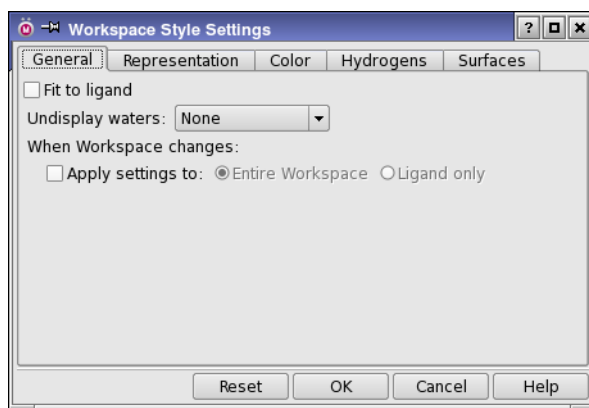 Workspace Style Settings
General Representation Color Hydrogens Surfaces
Fit to ligand
Undisplay waters: None
When Workspace changes:
Apply settings to: Entire Workspace Ligand only
Reset OK Cancel Help